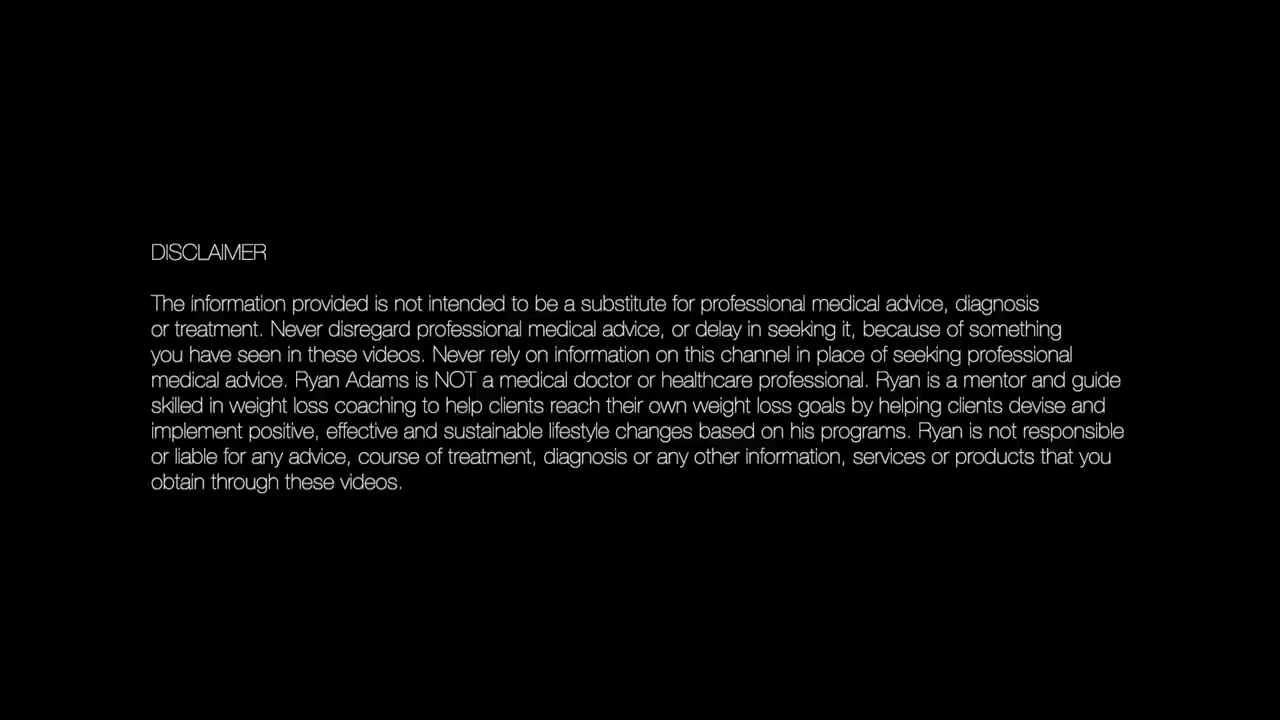 DISCLAIMER
The information provided is not intended to be a substitute for professional medical advice, diagnosis
or treatment. Never disregard professional medical advice, or delay in seeking it, because of something
you have seen in these videos. Never rely on information on this channel in place of seeking professional
medical advice. Ryan Adams is NOT a medical doctor or healthcare professional. Ryan is a mentor and guide
skilled in weight loss coaching to help clients reach their own weight loss goals by helping clients devise and
implement positive, effective and sustainable lifestyle changes based on his programs. Ryan is not responsible
or liable for any advice, course of treatment, diagnosis or any other information, services or products that you
obtain through these videos.